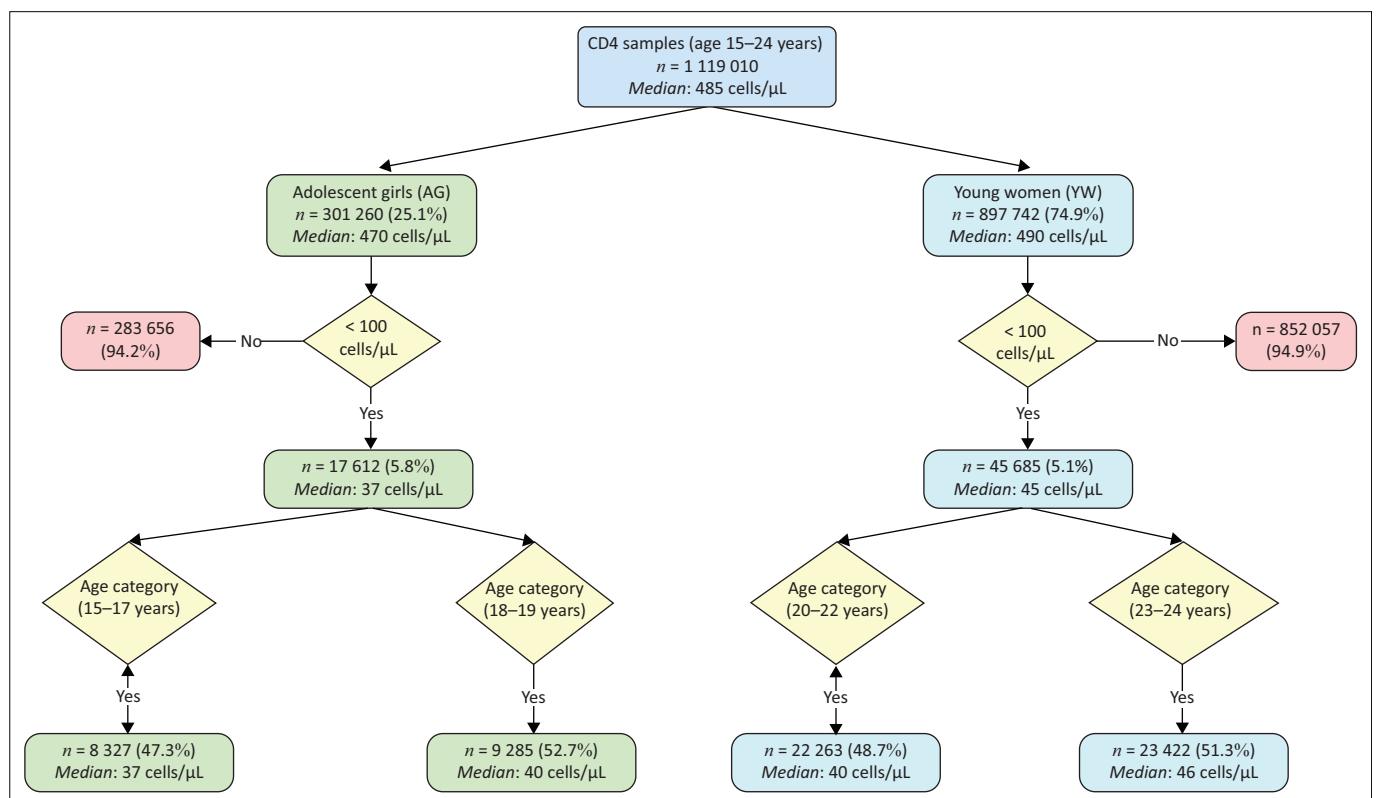 CD4 samples (age 15–24 years)
n = 1 119 010
Median: 485 cells/µL
Adolescent girls (AG)
n = 301 260 (25.1%)
Median: 470 cells/µL
Young women (YW)
n = 897 742 (74.9%)
Median: 490 cells/µL
n = 283 656
(94.2%)
No
< 100
cells/µL
< 100
cells/µL
No
n = 852 057
(94.9%)
Yes
Yes
n = 17 612 (5.8%)
Median: 37 cells/µL
n = 45 685 (5.1%)
Median: 45 cells/µL
Age category
(15–17 years)
Age category
(18–19 years)
Age category
(20–22 years)
Age category
(23–24 years)
Yes
Yes
Yes
Yes
n = 8 327 (47.3%)
Median: 37 cells/µL
n = 9 285 (52.7%)
Median: 40 cells/µL
n = 22 263 (48.7%)
Median: 40 cells/µL
n = 23 422 (51.3%)
Median: 46 cells/µL